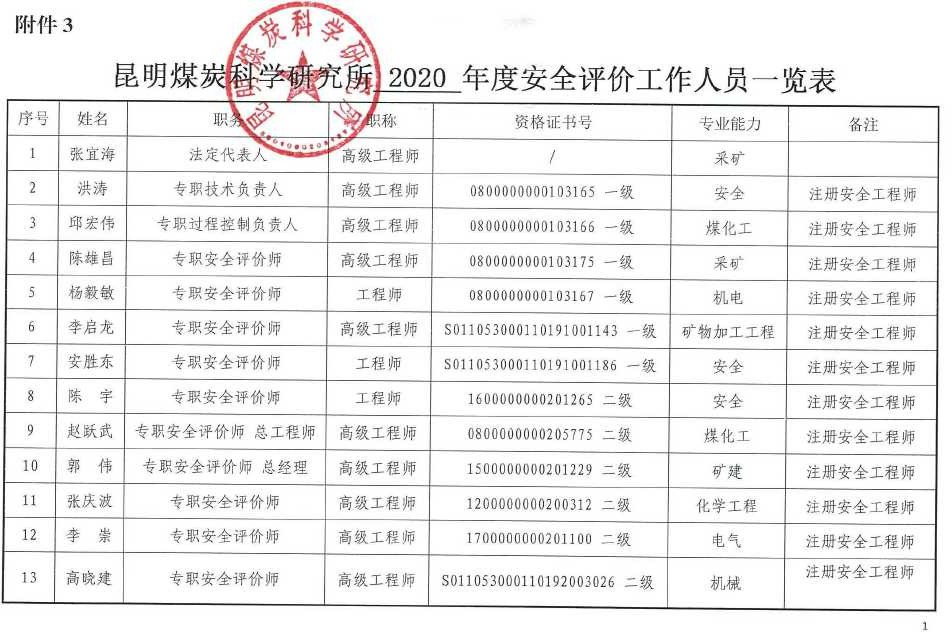 附件 3
昆明煤炭科学研究所 2020 年度安全评价工作人员一览表
昆明煤炭科学研究所
序号 姓名 职务 职称 资格证书号 专业能力 备注
1 张宜海 法定代表人 高级工程师 / 采矿
2 洪涛 专职技术负责人 高级工程师 0800000000103165 一级 安全 注册安全工程师
3 邱宏伟 专职过程控制负责人 高级工程师 0800000000103166 一级 煤化工 注册安全工程师
4 陈雄昌 专职安全评价师 高级工程师 0800000000103175 一级 采矿 注册安全工程师
5 杨毅敏 专职安全评价师 工程师 0800000000103167 一级 机电 注册安全工程师
6 李启龙 专职安全评价师 高级工程师 S011053000110191001143 一级 矿物加工工程 注册安全工程师
7 安胜东 专职安全评价师 工程师 S011053000110191001186 一级 安全 注册安全工程师
8 陈 宇 专职安全评价师 工程师 1600000000201265 二级 安全 注册安全工程师
9 赵跃武 专职安全评价师 总工程师 高级工程师 0800000000205775 二级 煤化工 注册安全工程师
10 郭 伟 专职安全评价师 总经理 高级工程师 1500000000201229 二级 矿建 注册安全工程师
11 张庆波 专职安全评价师 高级工程师 1200000000200312 二级 化学工程 注册安全工程师
12 李 崇 专职安全评价师 高级工程师 1700000000201100 二级 电气 注册安全工程师
13 高晓建 专职安全评价师 高级工程师 S011053000110192003026 二级 机械 注册安全工程师
1